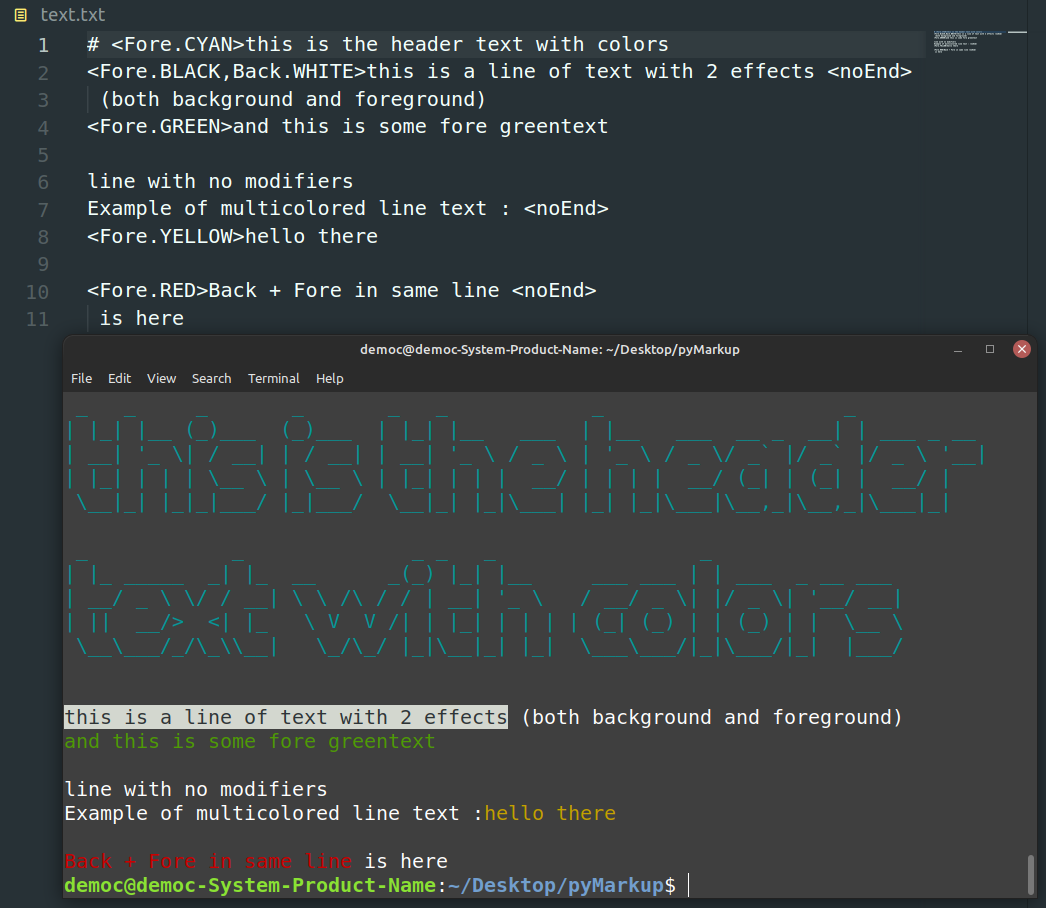 text.txt
1 # <Fore.CYAN>this is the header text with colors
2 <Fore.BLACK,Back.WHITE>this is a line of text with 2 effects <noEnd>
3 (both background and foreground)
4 <Fore.GREEN>and this is some fore greentext
5
6 line with no modifiers
7 Example of multicolored line text : <noEnd>
8 <Fore.YELLOW>hello there
9
10 <Fore.RED>Back + Fore in same line <noEnd>
11 is here
democ@democ-System-Product-Name: ~/Desktop/pyMarkup
File Edit View Search Terminal Help
this is the header
text with colors
this is a line of text with 2 effects (both background and foreground)
and this is some fore greentext
line with no modifiers
Example of multicolored line text :hello there
Back + Fore in same line is here
democ@democ-System-Product-Name:~/Desktop/pyMarkup$